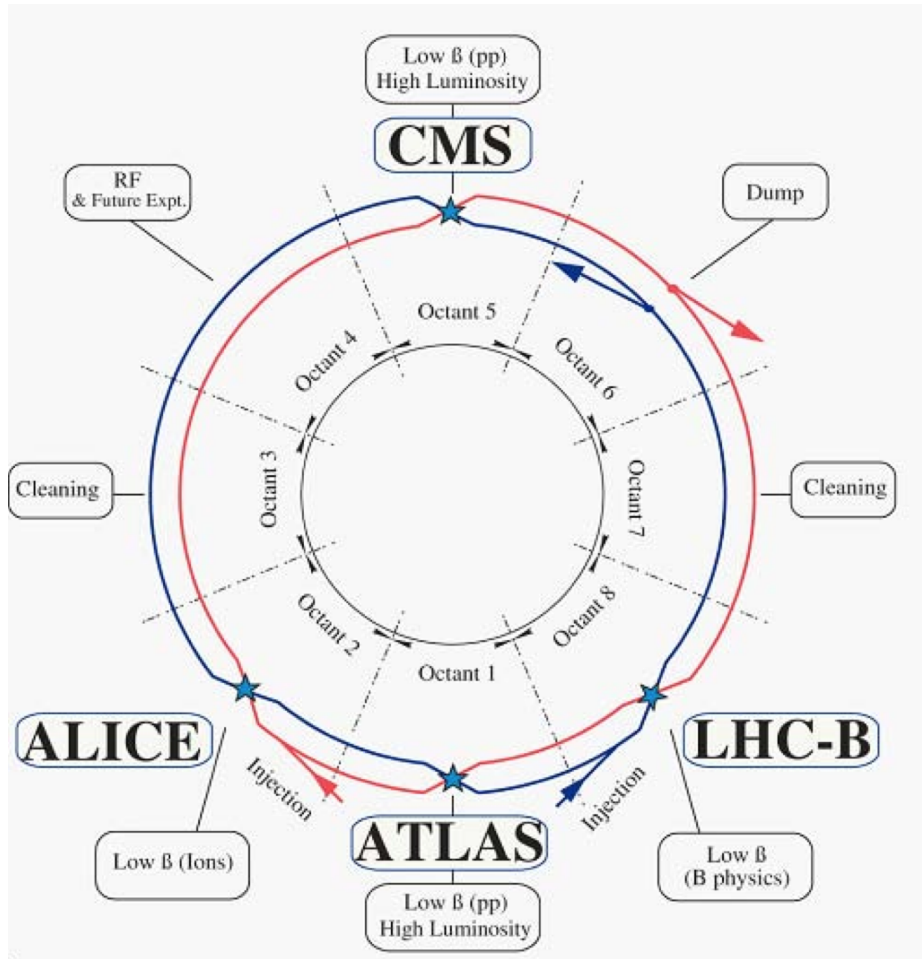 Low ß (pp)
High Luminosity
CMS
RF
& Future Expt.
Dump
Octant 5
Octant 4
Octant 6
Cleaning
Octant 3
Octant 7
Cleaning
Octant 2
Octant 8
Octant 1
ALICE
LHC-B
Injection
Injection
ATLAS
Low ß (Ions)
Low ß
(B physics)
Low ß (pp)
High Luminosity